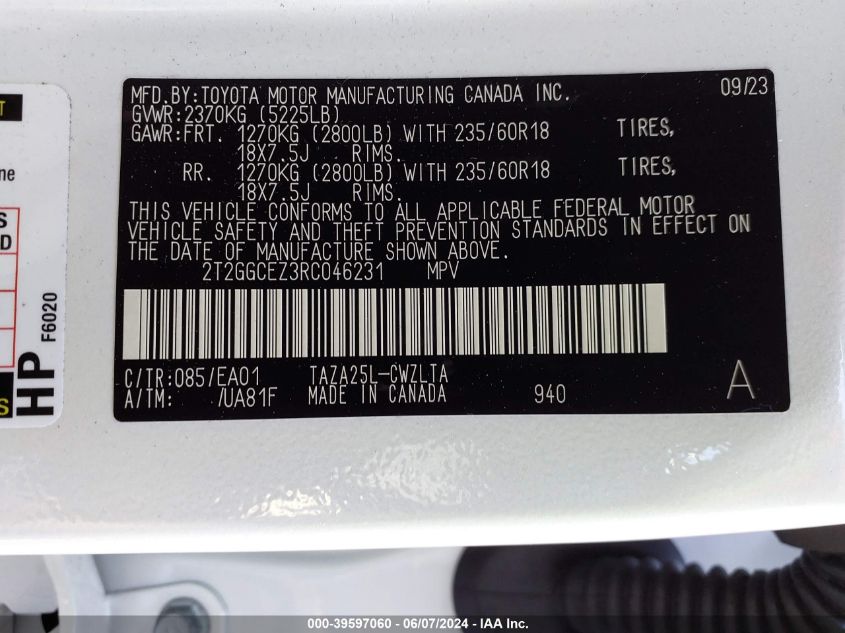 MFD.BY:TOYOTA MOTOR MANUFACTURING CANADA INC. 09/23
GVWR:2370KG (5225LB)
GAWR:FRT. 1270KG (2800LB) WITH 235/60R18 TIRES,
18X7.5J RIMS.
RR. 1270KG (2800LB) WITH 235/60R18 TIRES,
18X7.5J RIMS.
THIS VEHICLE CONFORMS TO ALL APPLICABLE FEDERAL MOTOR
VEHICLE SAFETY AND THEFT PREVENTION STANDARDS IN EFFECT ON
THE DATE OF MANUFACTURE SHOWN ABOVE.
2T2GGCEZ3RC046231 MPV
C/TR:085/EA01 TAZA25L-CWZLTA A
A/TM: /UA81F MADE IN CANADA 940
T
ne
S
D
HP F6020
S
000-39597060 - 06/07/2024 - IAA Inc.